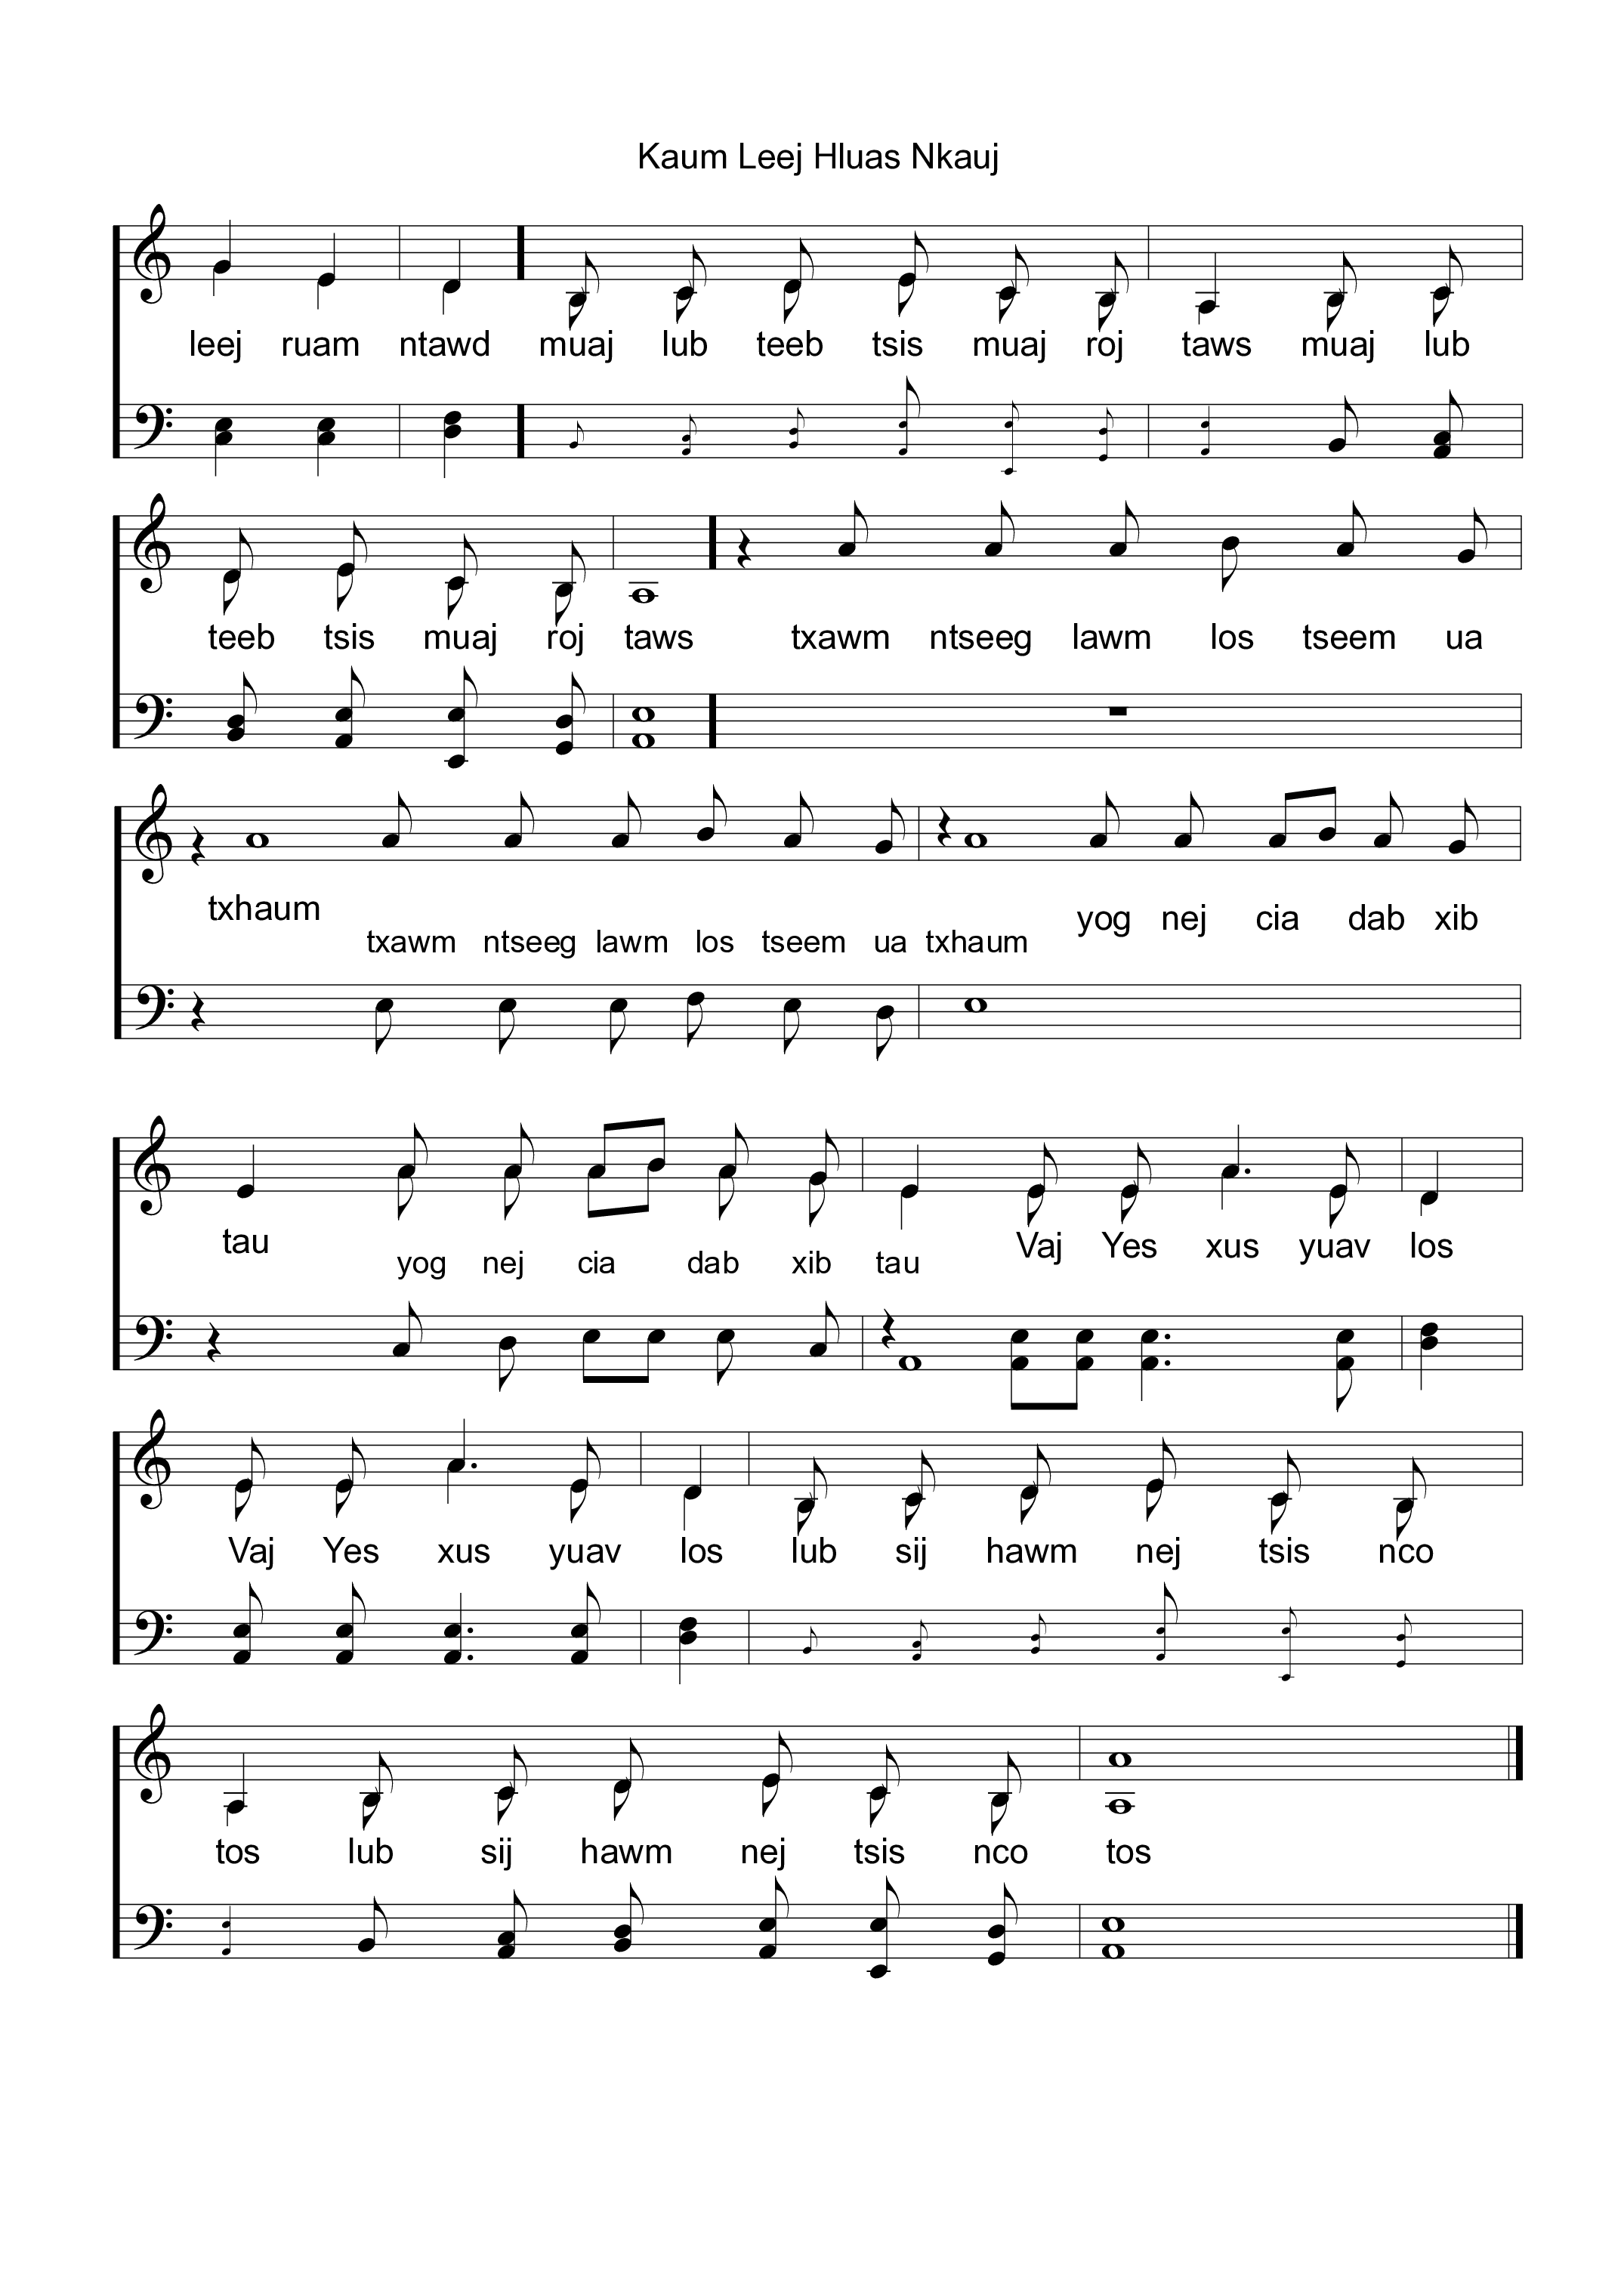 Kaum Leej Hluas Nkauj
leej ruam ntawd muaj lub teeb tsis muaj roj taws muaj lub
teeb tsis muaj roj taws txawm ntseeg lawm los tseem ua
txhaum yog nej cia dab xib
txawm ntseeg lawm los tseem ua txhaum
tau Vaj Yes xus yuav los
yog nej cia dab xib tau
Vaj Yes xus yuav los lub sij hawm nej tsis nco
tos lub sij hawm nej tsis nco tos